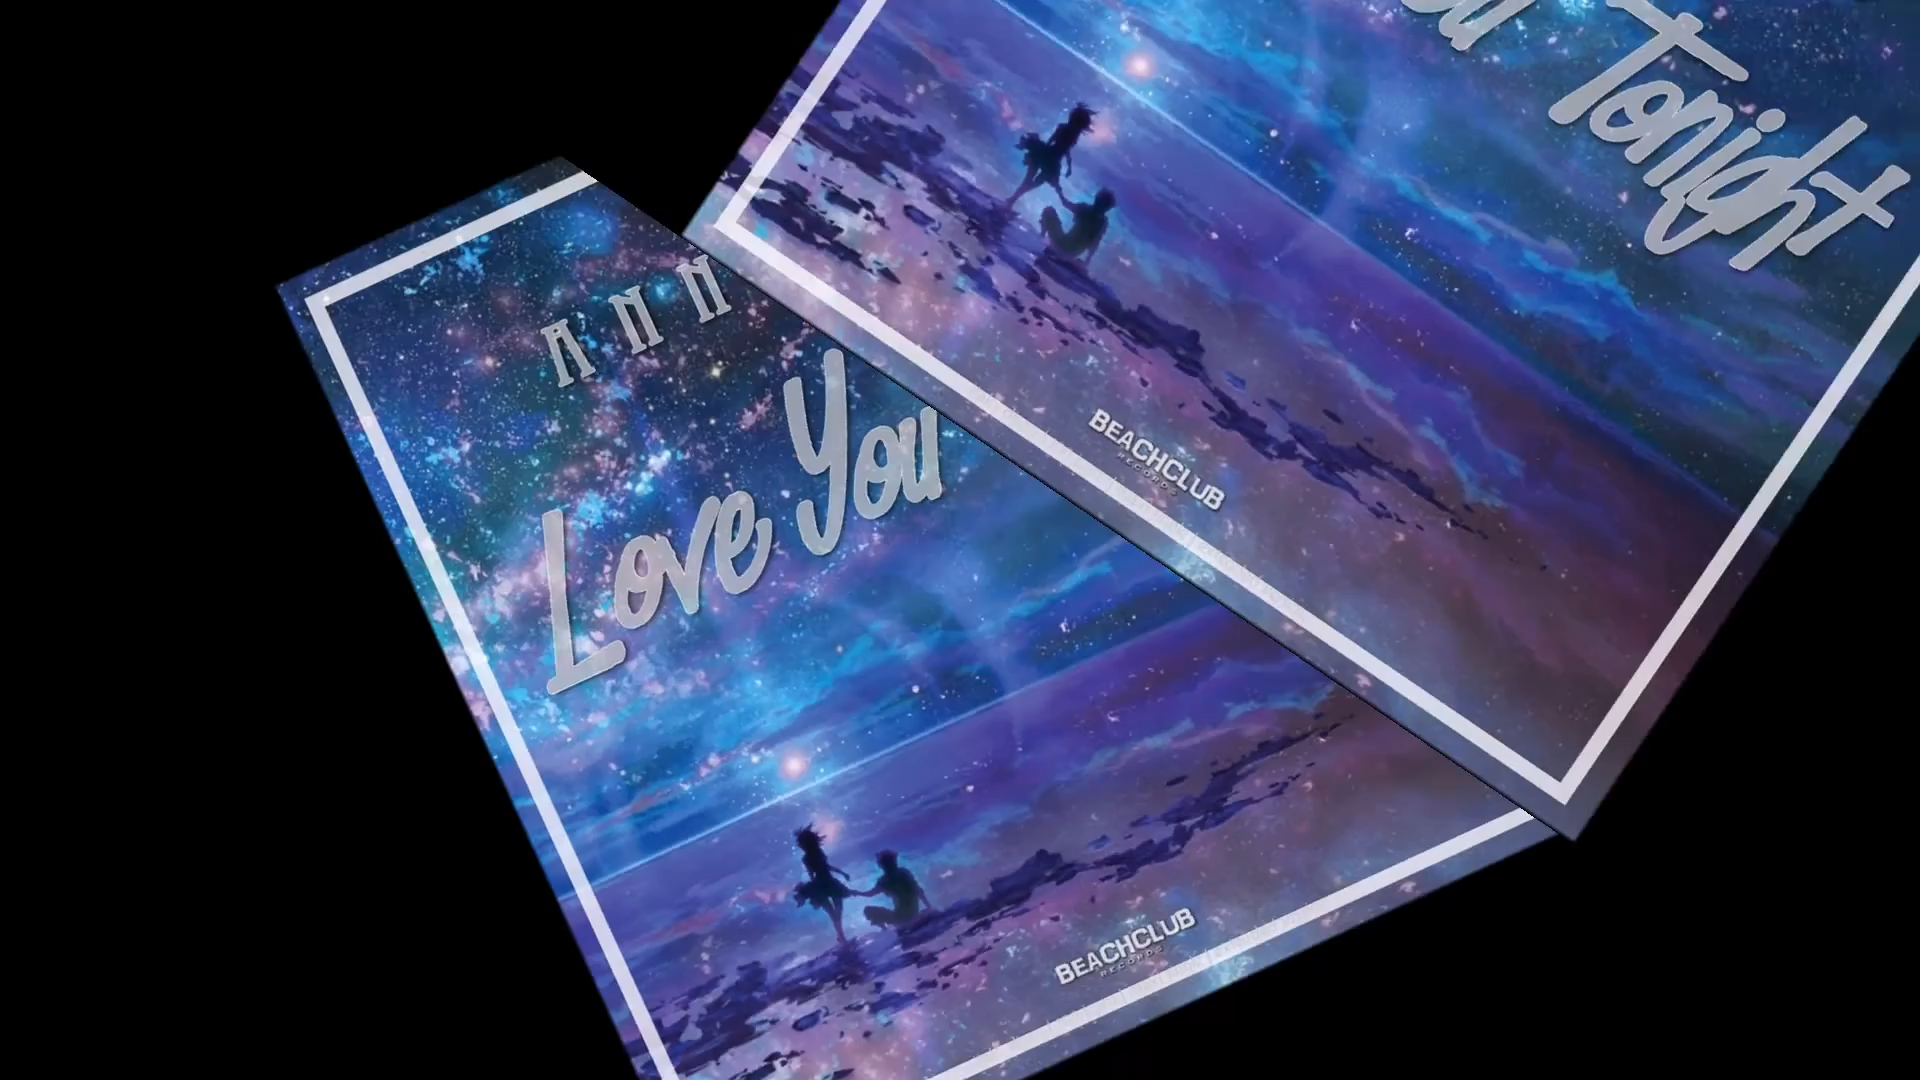 ANN
Love You
BEACHCLUB
RECORDS
Tonight
BEACHCLUB
RECORDS